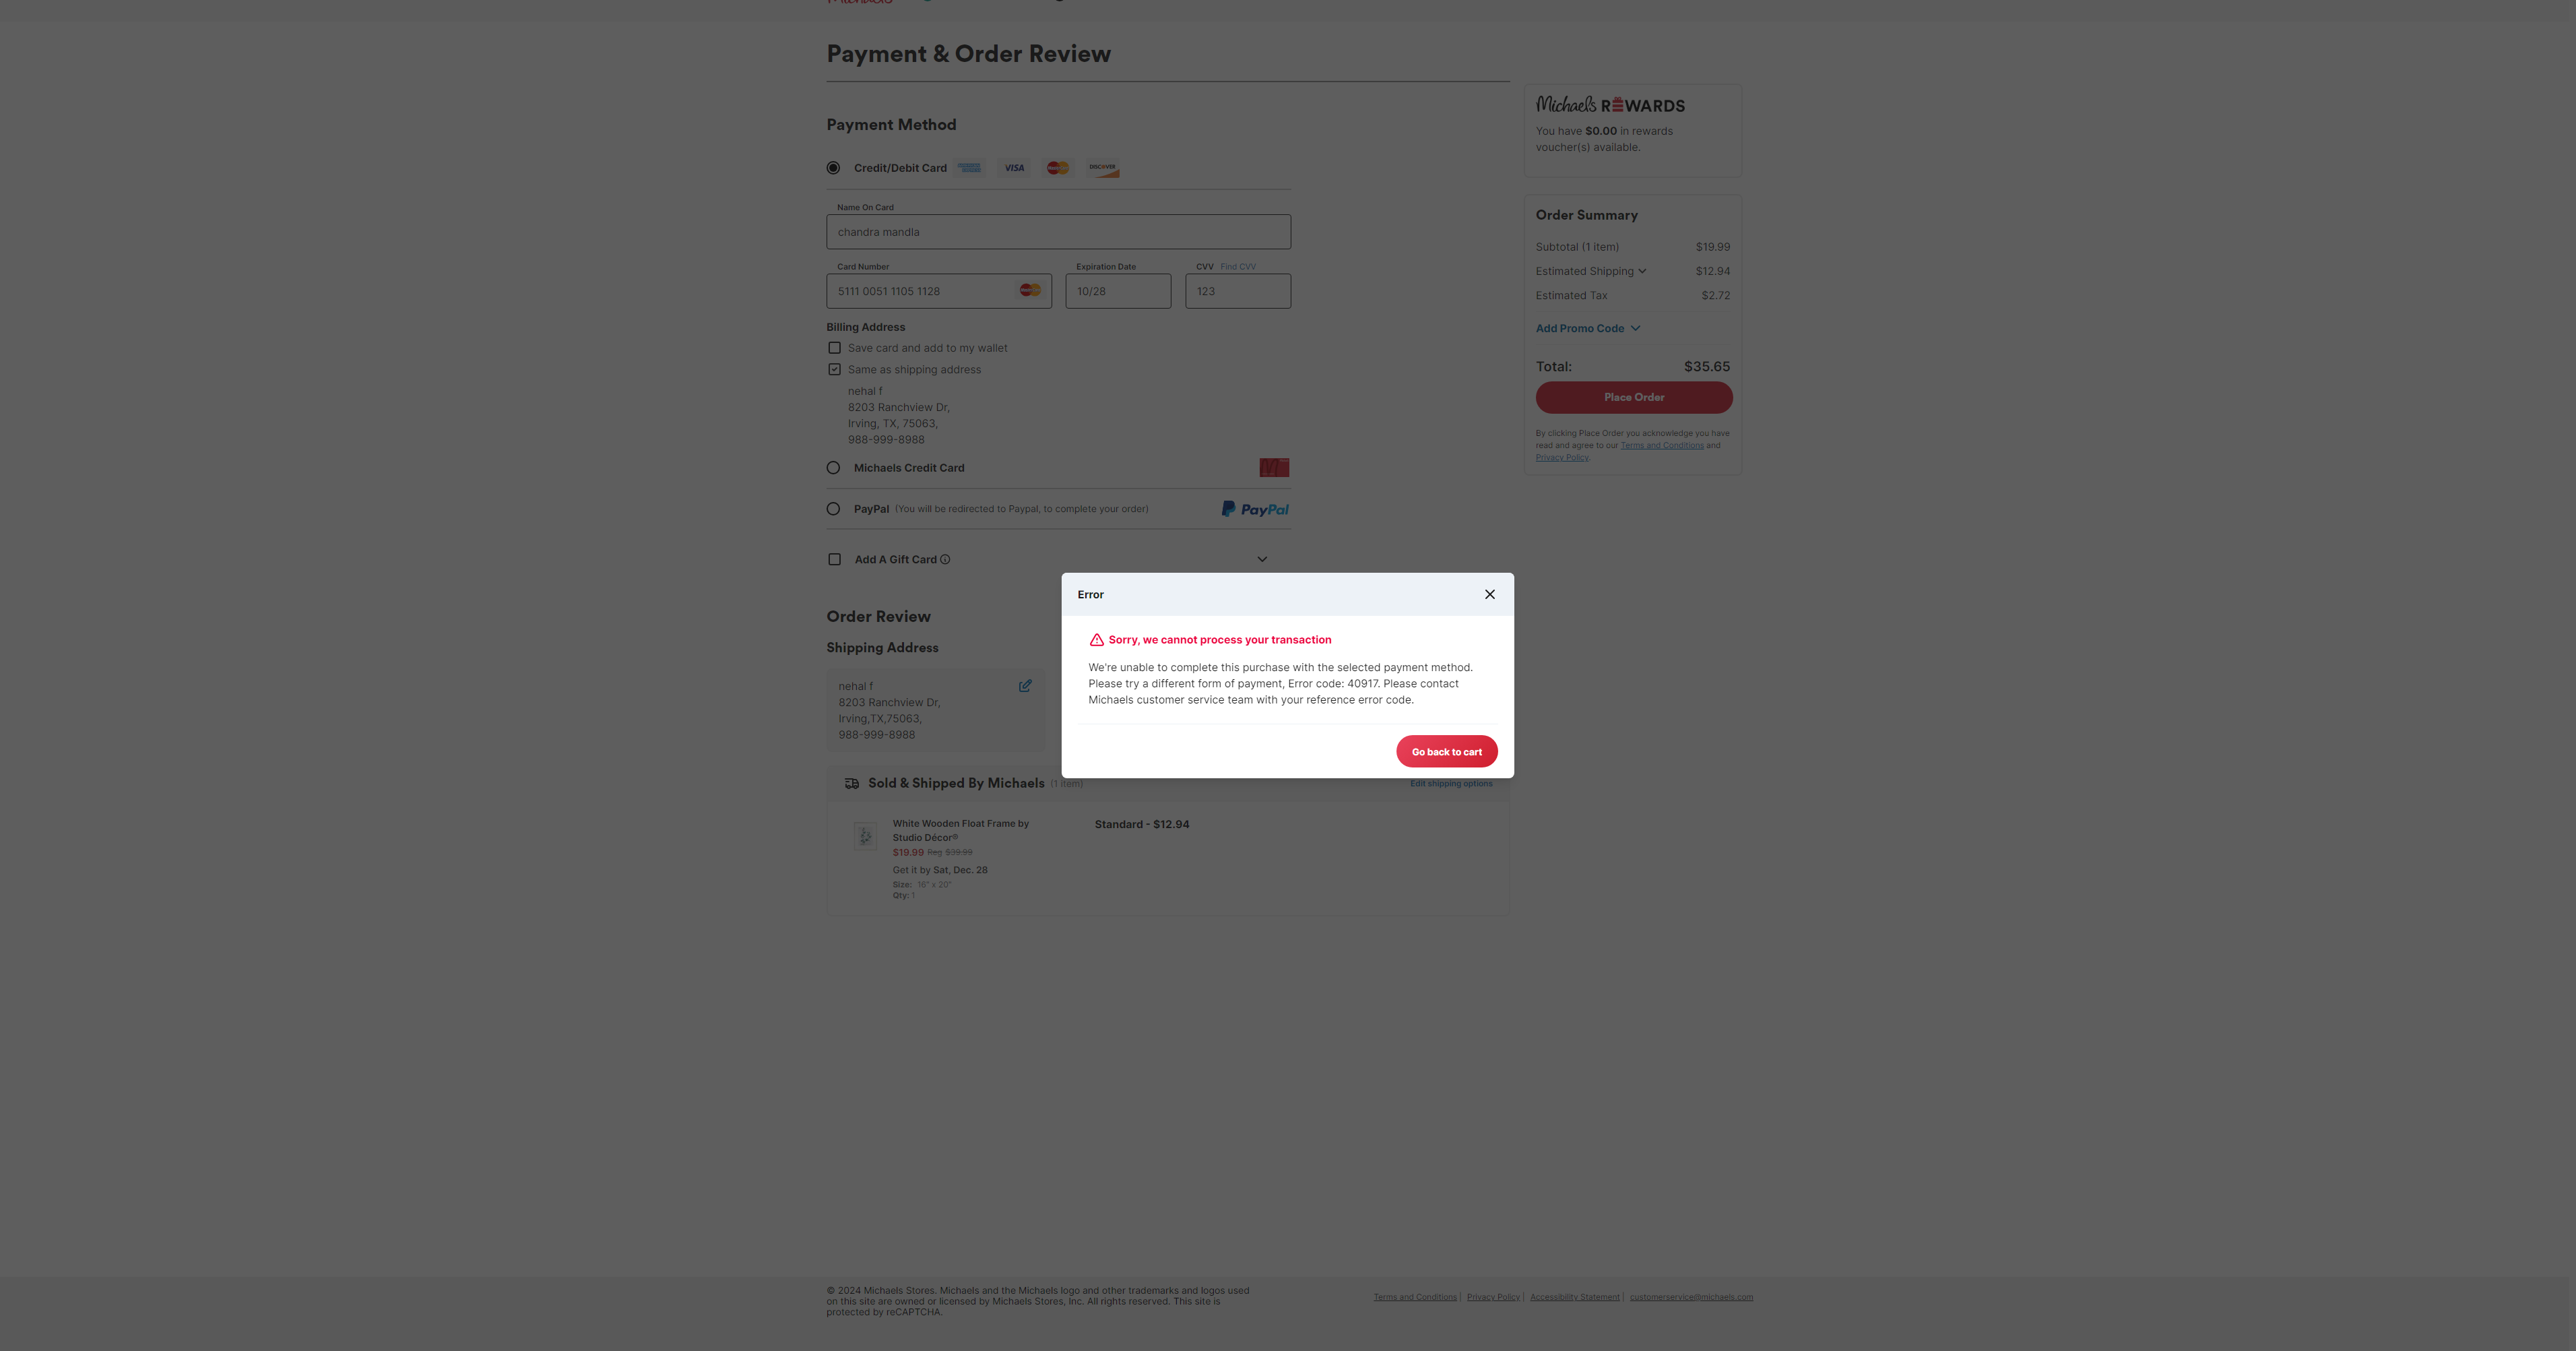 Michaels
Payment & Order Review
Payment Method
Credit/Debit Card VISA DISCOVER
Name On Card
chandra mandla
Card Number
5111 0051 1105 1128
Expiration Date
10/28
CVV Find CVV
123
Billing Address
Save card and add to my wallet
Same as shipping address
nehal f
8203 Ranchview Dr,
Irving, TX, 75063,
988-999-8988
Michaels Credit Card
PayPal (You will be redirected to Paypal, to complete your order) PayPal
Add A Gift Card
Michaels REWARDS
You have $0.00 in rewards
voucher(s) available.
Order Summary
Subtotal (1 item) $19.99
Estimated Shipping $12.94
Estimated Tax $2.72
Add Promo Code
Total: $35.65
Place Order
By clicking Place Order you acknowledge you have
read and agree to our Terms and Conditions and
Privacy Policy.
Error
Sorry, we cannot process your transaction
We're unable to complete this purchase with the selected payment method.
Please try a different form of payment, Error code: 40917. Please contact
Michaels customer service team with your reference error code.
Go back to cart
Order Review
Shipping Address
nehal f
8203 Ranchview Dr,
Irving,TX,75063,
988-999-8988
Sold & Shipped By Michaels (1 item) Edit shipping options
White Wooden Float Frame by
Studio Décor®
$19.99 Reg $39.99
Get it by Sat, Dec. 28
Size: 16" x 20"
Qty: 1
Standard - $12.94
© 2024 Michaels Stores. Michaels and the Michaels logo and other trademarks and logos used
on this site are owned or licensed by Michaels Stores, Inc. All rights reserved. This site is
protected by reCAPTCHA.
Terms and Conditions | Privacy Policy | Accessibility Statement | customerservice@michaels.com